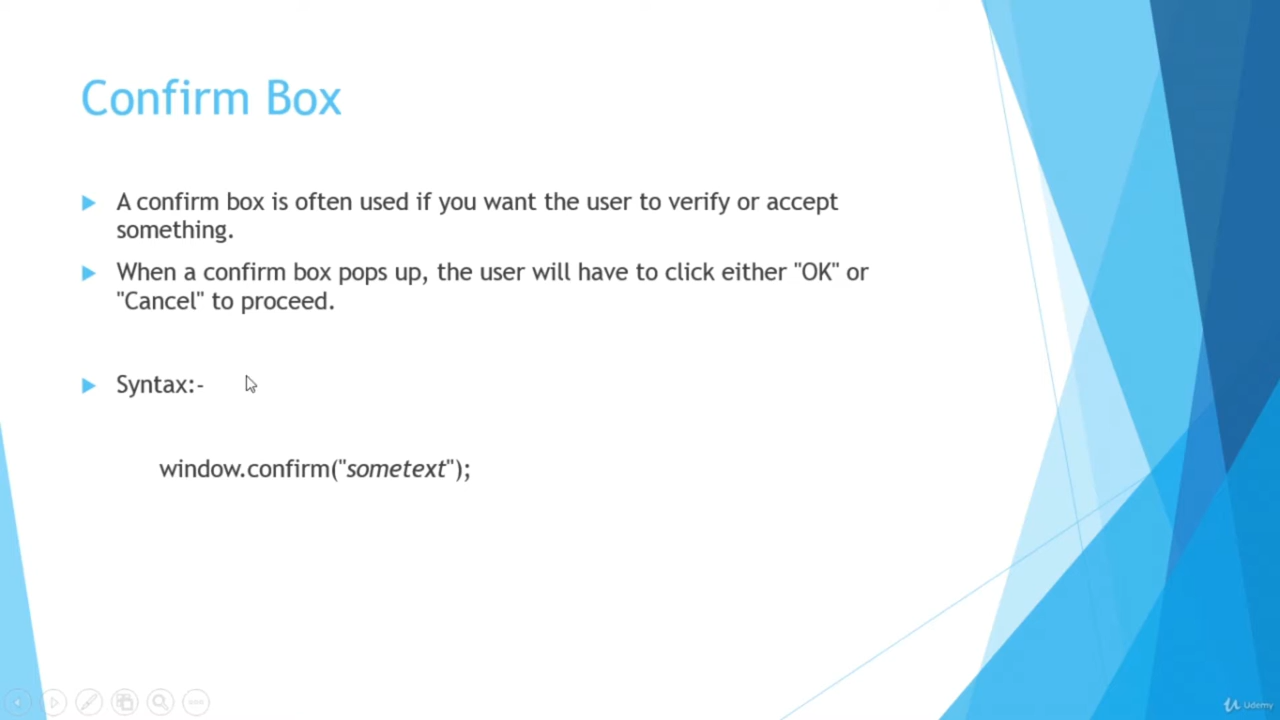 Confirm Box
A confirm box is often used if you want the user to verify or accept
something.
When a confirm box pops up, the user will have to click either "OK" or
"Cancel" to proceed.
Syntax:-
window.confirm("sometext");
Udemy